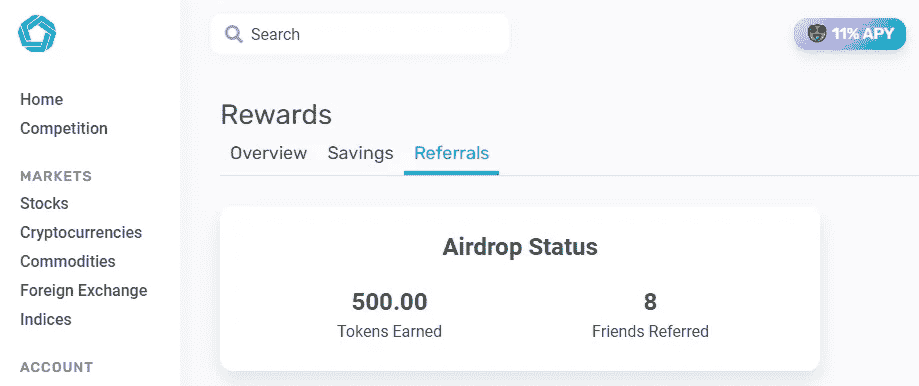 Search
11% APY
Home
Competition
MARKETS
Stocks
Cryptocurrencies
Commodities
Foreign Exchange
Indices
ACCOUNT
Rewards
Overview Savings Referrals
Airdrop Status
500.00 8
Tokens Earned Friends Referred